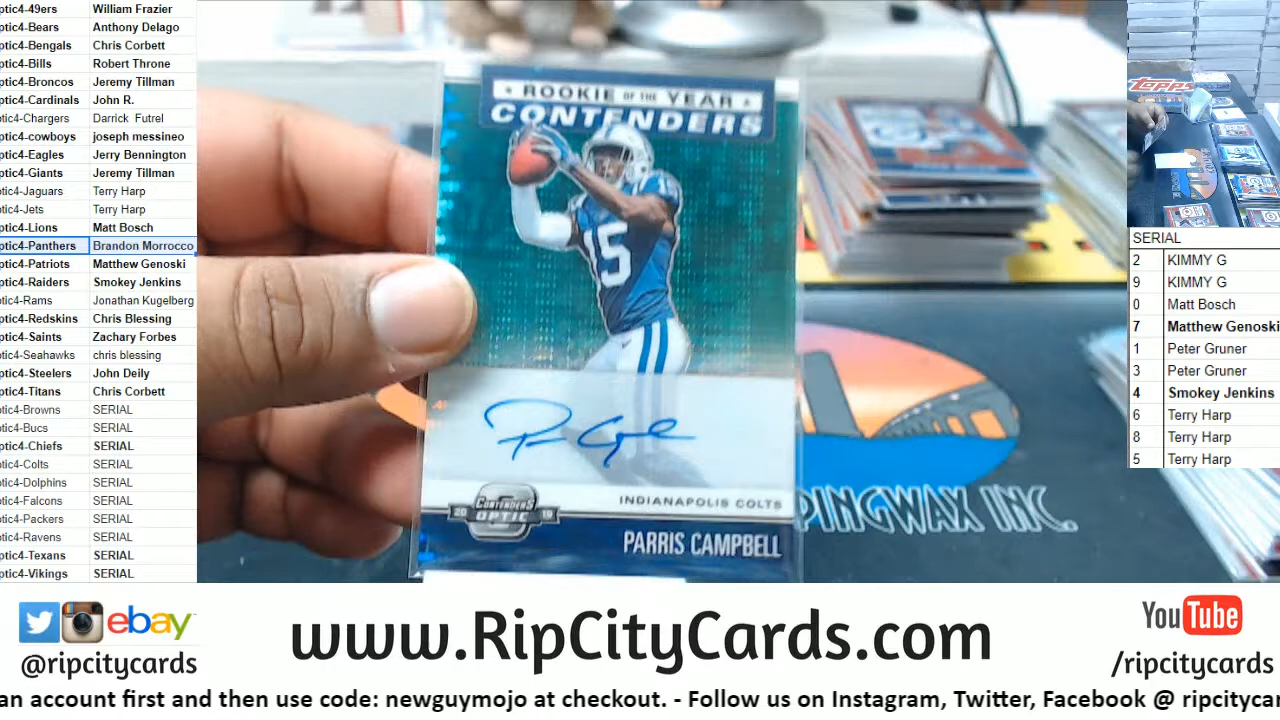 ptic4-49ers William Frazier
ptic4-Bears Anthony Delago
ptic4-Bengals Chris Corbett
ptic4-Bills Robert Throne
ptic4-Broncos Jeremy Tillman
ptic4-Cardinals John R.
ptic4-Chargers Darrick Futrel
ptic4-cowboys joseph messineo
ptic4-Eagles Jerry Bennington
ptic4-Giants Jeremy Tillman
ptic4-Jaguars Terry Harp
ptic4-Jets Terry Harp
ptic4-Lions Matt Bosch
ptic4-Panthers Brandon Morrocco
ptic4-Patriots Matthew Genoski
ptic4-Raiders Smokey Jenkins
ptic4-Rams Jonathan Kugelberg
ptic4-Redskins Chris Blessing
ptic4-Saints Zachary Forbes
ptic4-Seahawks chris blessing
ptic4-Steelers John Deily
ptic4-Titans Chris Corbett
ptic4-Browns SERIAL
ptic4-Bucs SERIAL
ptic4-Chiefs SERIAL
ptic4-Colts SERIAL
ptic4-Dolphins SERIAL
ptic4-Falcons SERIAL
ptic4-Packers SERIAL
ptic4-Ravens SERIAL
ptic4-Texans SERIAL
ptic4-Vikings SERIAL
ROOKIE OF THE YEAR
CONTENDERS
15
15
INDIANAPOLIS COLTS
20 CONTENDERS 19
OPTIC
PARRIS CAMPBELL
PINGWAX INC.
TOPPS
SERIAL
2 KIMMY G
9 KIMMY G
0 Matt Bosch
7 Matthew Genoski
1 Peter Gruner
3 Peter Gruner
4 Smokey Jenkins
6 Terry Harp
8 Terry Harp
5 Terry Harp
ebay
@ripcitycards
www.RipCityCards.com
YouTube
/ripcitycards
an account first and then use code: newguymojo at checkout. - Follow us on Instagram, Twitter, Facebook @ ripcitycar